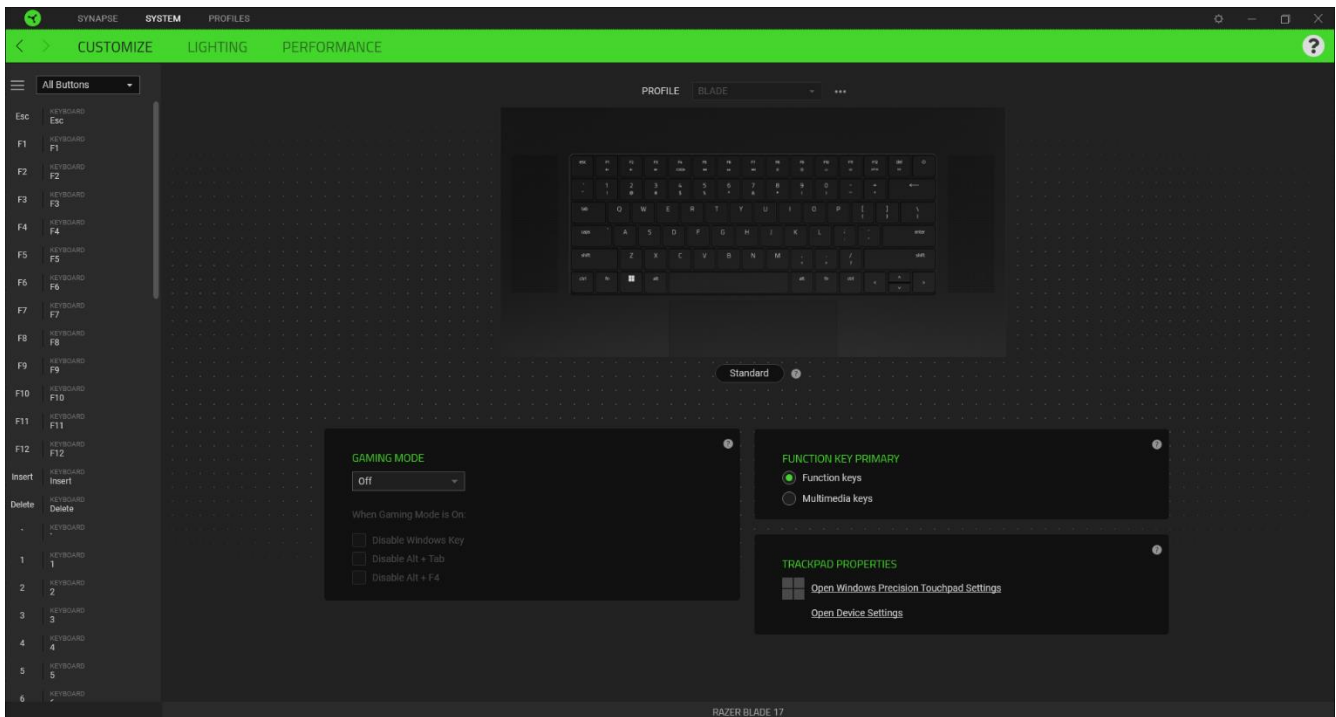 SYNAPSE SYSTEM PROFILES
CUSTOMIZE LIGHTING PERFORMANCE ?
All Buttons
PROFILE BLADE
Esc KEYBOARD Esc
F1 KEYBOARD F1
F2 KEYBOARD F2
F3 KEYBOARD F3
F4 KEYBOARD F4
F5 KEYBOARD F5
F6 KEYBOARD F6
F7 KEYBOARD F7
F8 KEYBOARD F8
F9 KEYBOARD F9
F10 KEYBOARD F10
F11 KEYBOARD F11
F12 KEYBOARD F12
Insert KEYBOARD Insert
Delete KEYBOARD Delete
` KEYBOARD `
1 KEYBOARD 1
2 KEYBOARD 2
3 KEYBOARD 3
4 KEYBOARD 4
5 KEYBOARD 5
6 KEYBOARD
Q W E R T Y U I O P [ ] \
A S D F G H J K L
Z X C V B N M
Standard ?
GAMING MODE ?
Off
When Gaming Mode is On:
Disable Windows Key
Disable Alt + Tab
Disable Alt + F4
FUNCTION KEY PRIMARY ?
Function keys
Multimedia keys
TRACKPAD PROPERTIES ?
Open Windows Precision Touchpad Settings
Open Device Settings
RAZER BLADE 17